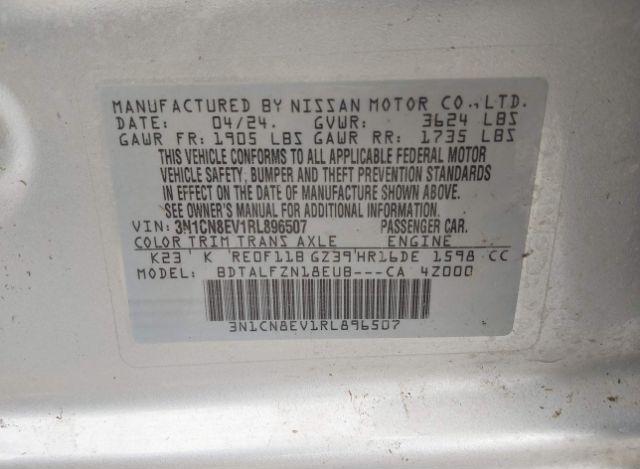 MANUFACTURED BY NISSAN MOTOR CO., LTD.
DATE: 04/24. GVWR: 3624 LBS
GAWR FR: 1905 LBS GAWR RR: 1735 LBS
THIS VEHICLE CONFORMS TO ALL APPLICABLE FEDERAL MOTOR
VEHICLE SAFETY, BUMPER AND THEFT PREVENTION STANDARDS
IN EFFECT ON THE DATE OF MANUFACTURE SHOWN ABOVE.
SEE OWNER'S MANUAL FOR ADDITIONAL INFORMATION.
VIN: 3N1CN8EV1RL896507 PASSENGER CAR.
COLOR TRIM TRANS AXLE ENGINE
K23 K RE0F11B GZ39 HR16DE 1598 CC
MODEL: BDTALFZN18EUB---CA 4Z000
3N1CN8EV1RL896507